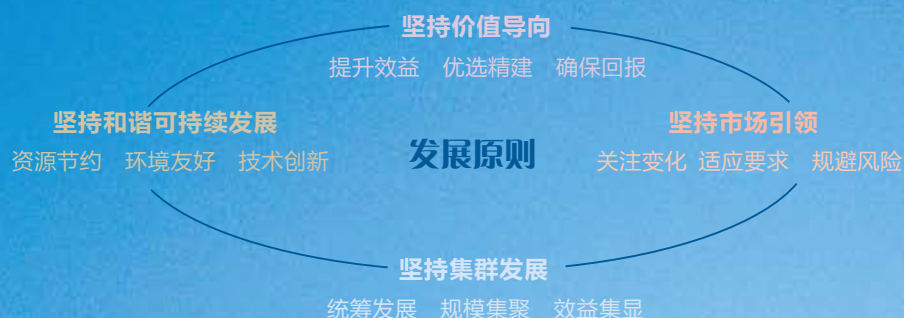 坚持价值导向
提升效益 优选精建 确保回报
坚持和谐可持续发展
资源节约 环境友好 技术创新
发展原则
坚持市场引领
关注变化 适应要求 规避风险
坚持集群发展
统筹发展 规模集聚 效益集显